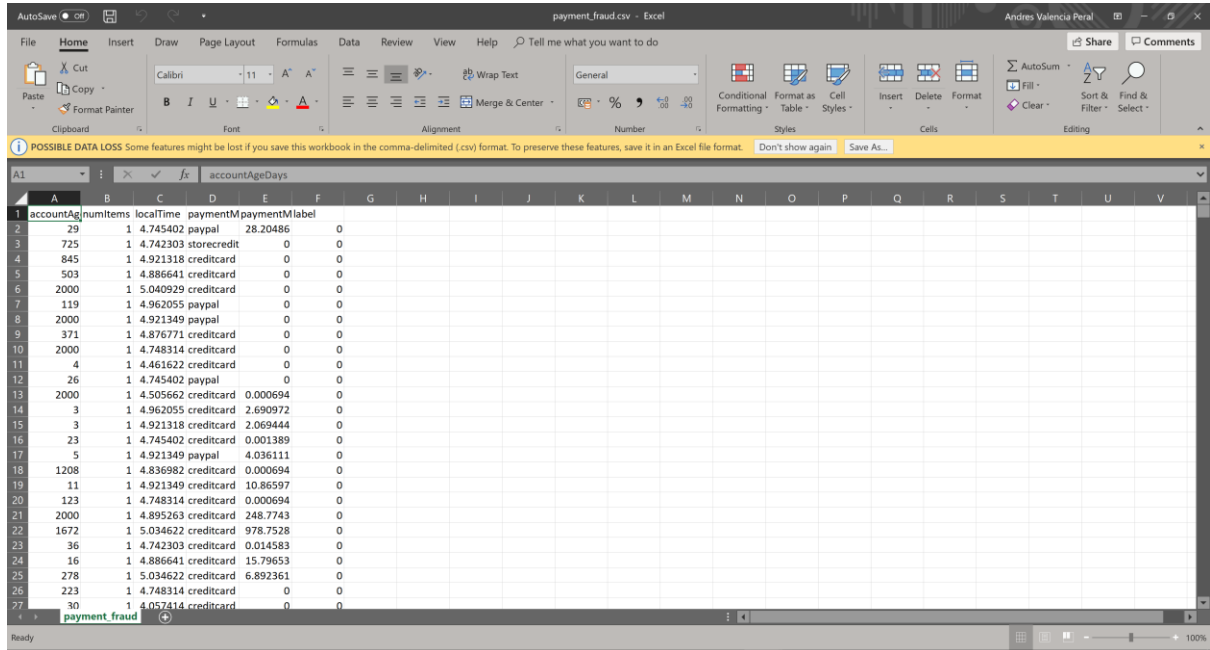 AutoSave Off payment_fraud.csv - Excel Andres Valencia Peral
File Home Insert Draw Page Layout Formulas Data Review View Help Tell me what you want to do Share Comments
Paste Cut Copy Format Painter Calibri 11 A A B I U A Wrap Text Merge & Center General % Conditional Formatting Format as Table Cell Styles Insert Delete Format AutoSum Fill Clear Sort & Filter Find & Select
Clipboard Font Alignment Number Styles Cells Editing
POSSIBLE DATA LOSS Some features might be lost if you save this workbook in the comma-delimited (.csv) format. To preserve these features, save it in an Excel file format. Don't show again Save As...
A1 fx accountAgeDays
A B C D E F G H I J K L M N O P Q R S T U V
1 accountAg numItems localTime paymentM paymentM label
2 29 1 4.745402 paypal 28.20486 0
3 725 1 4.742303 storecredit 0 0
4 845 1 4.921318 creditcard 0 0
5 503 1 4.886641 creditcard 0 0
6 2000 1 5.040929 creditcard 0 0
7 119 1 4.962055 paypal 0 0
8 2000 1 4.921349 paypal 0 0
9 371 1 4.876771 creditcard 0 0
10 2000 1 4.748314 creditcard 0 0
11 4 1 4.461622 creditcard 0 0
12 26 1 4.745402 paypal 0 0
13 2000 1 4.505662 creditcard 0.000694 0
14 3 1 4.962055 creditcard 2.690972 0
15 3 1 4.921318 creditcard 2.069444 0
16 23 1 4.745402 creditcard 0.001389 0
17 5 1 4.921349 paypal 4.036111 0
18 1208 1 4.836982 creditcard 0.000694 0
19 11 1 4.921349 creditcard 10.86597 0
20 123 1 4.748314 creditcard 0.000694 0
21 2000 1 4.895263 creditcard 248.7743 0
22 1672 1 5.034622 creditcard 978.7528 0
23 36 1 4.742303 creditcard 0.014583 0
24 16 1 4.886641 creditcard 15.79653 0
25 278 1 5.034622 creditcard 6.892361 0
26 223 1 4.748314 creditcard 0 0
27 30 1 4.057414 creditcard 0 0
payment_fraud
Ready 100%